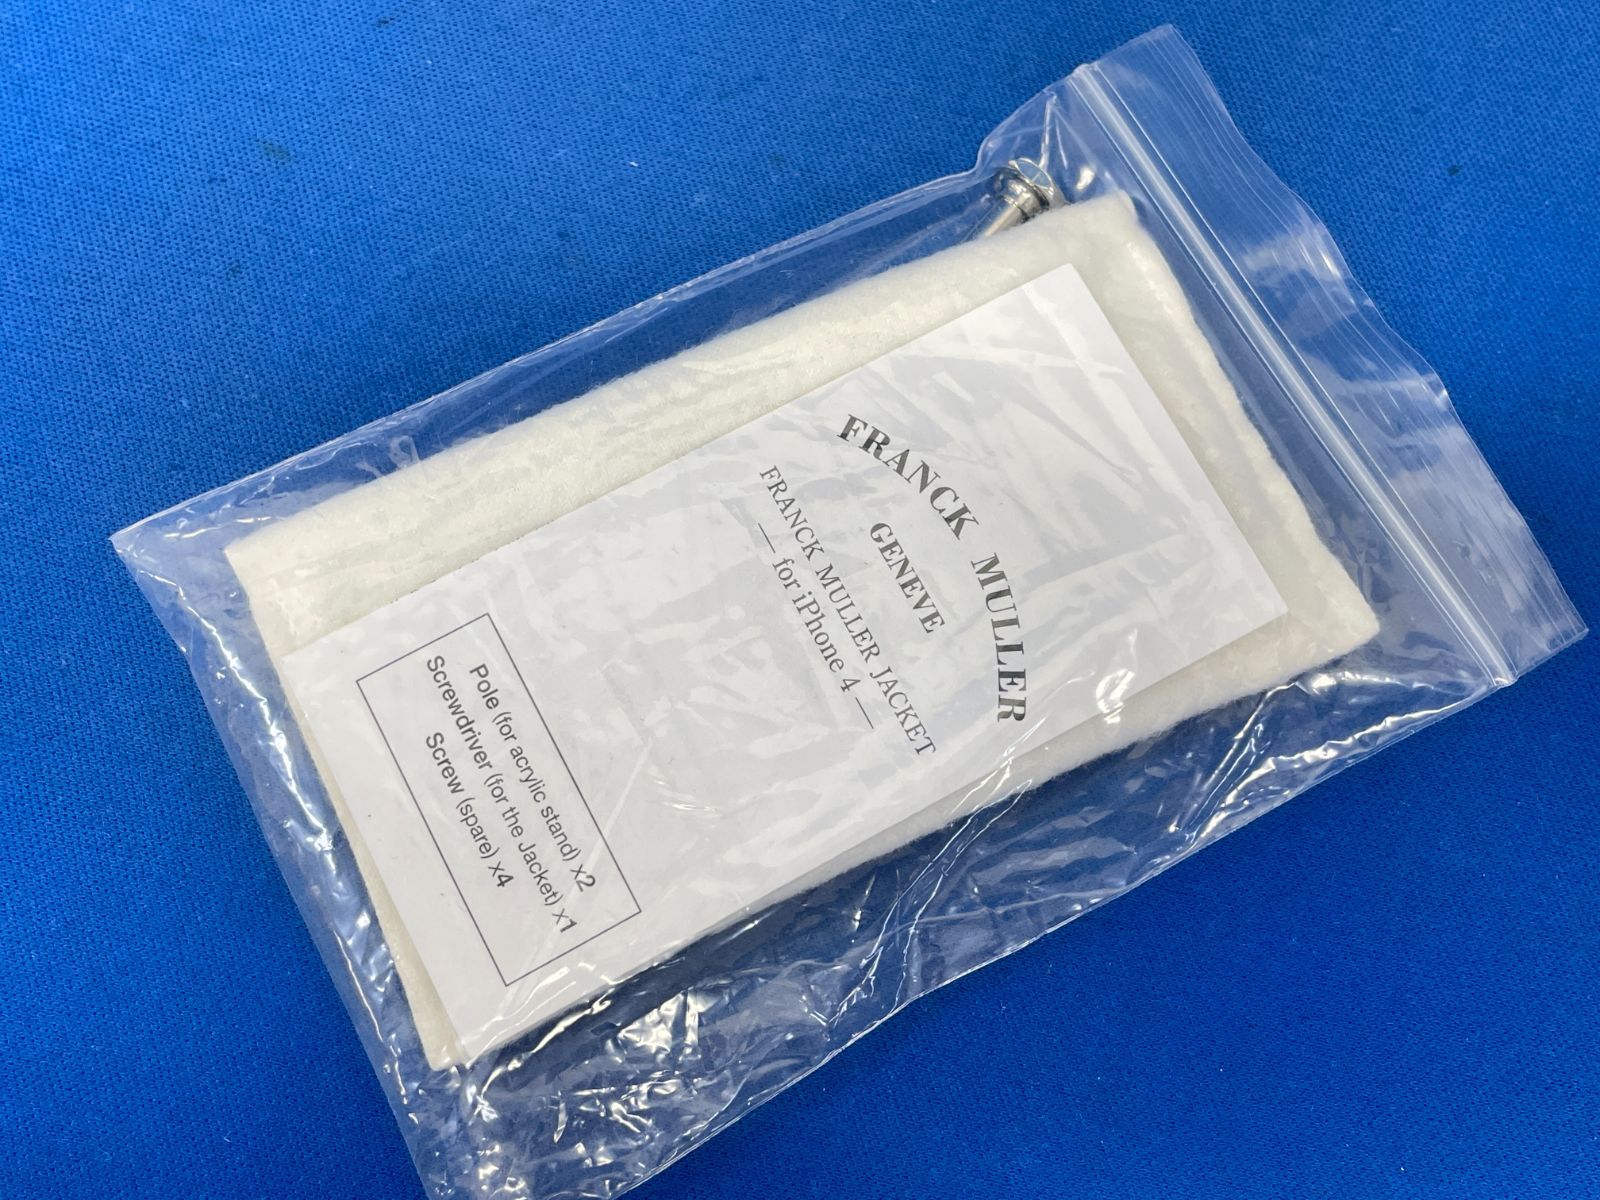 FRANCK MULLER
GENEVE
FRANCK MULLER JACKET
— for iPhone 4 —
Pole (for acrylic stand) x2
Screwdriver (for the Jacket) x1
Screw (spare) x4